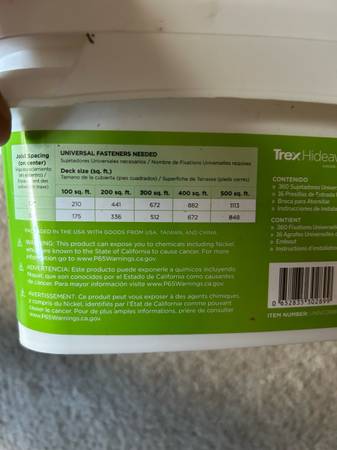 Joist Spacing
(on center)
UNIVERSAL FASTENERS NEEDED
Sujetadores Universales necesarios / Nombre de Fixations Universelles requises
Deck size (sq. ft.)
Tamaño de la cubierta (pies cuadrados) / Superficie de Terrasse (pieds carrés)
100 sq. ft. 200 sq. ft. 300 sq. ft. 400 sq. ft. 500 sq. ft.
210 441 672 882 1113
175 336 512 672 848
PACKAGED IN THE USA WITH GOODS FROM USA, TAIWAN, AND CHINA.
WARNING: This product can expose you to chemicals including Nickel,
which is known to the State of California to cause cancer. For more
information go to www.P65Warnings.ca.gov.
ADVERTENCIA: Este producto puede exponerle a químicos incluyendo
Níquel, que son conocidos por el Estado de California como causantes
de cáncer. Para mayor información visite www.P65Warnings.ca.gov.
AVERTISSEMENT: Ce produit peut vous exposer à des agents chimiques,
y compris du Nickel, identifiés par l'État de Californie comme pouvant
causer le cancer. Pour de plus amples informations, prière de consulter
www.P65Warnings.ca.gov.
Trex Hideaw
CONTENIDO
» 360 Sujetadores Univer
» 36 Presillas de
» Broca para Atornillar
» Instrucciones de Instala
CONTIENT
» 360 Fixations Univers
» 36 Agrafes Universelles
» Embout
» Instructions d'installati
0 652835 302899
ITEM NUMBER: